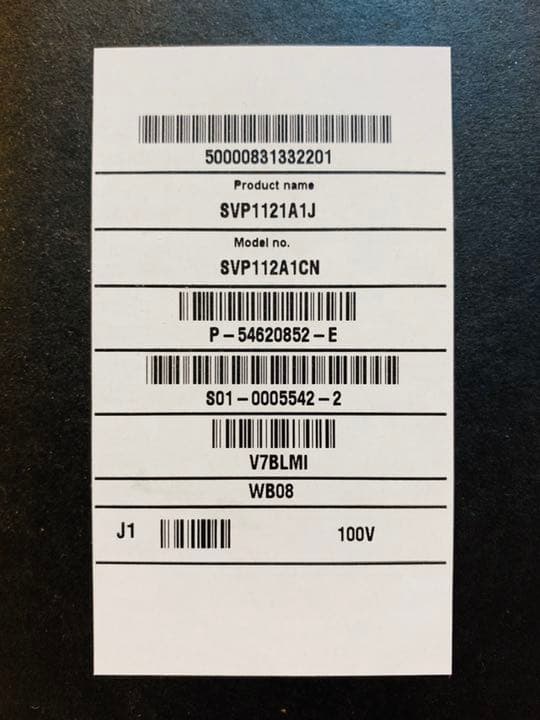 50000831332201
Product name
SVP1121A1J
Model no.
SVP112A1CN
P-54620852-E
S01-0005542-2
V7BLMI
WB08
J1 100V